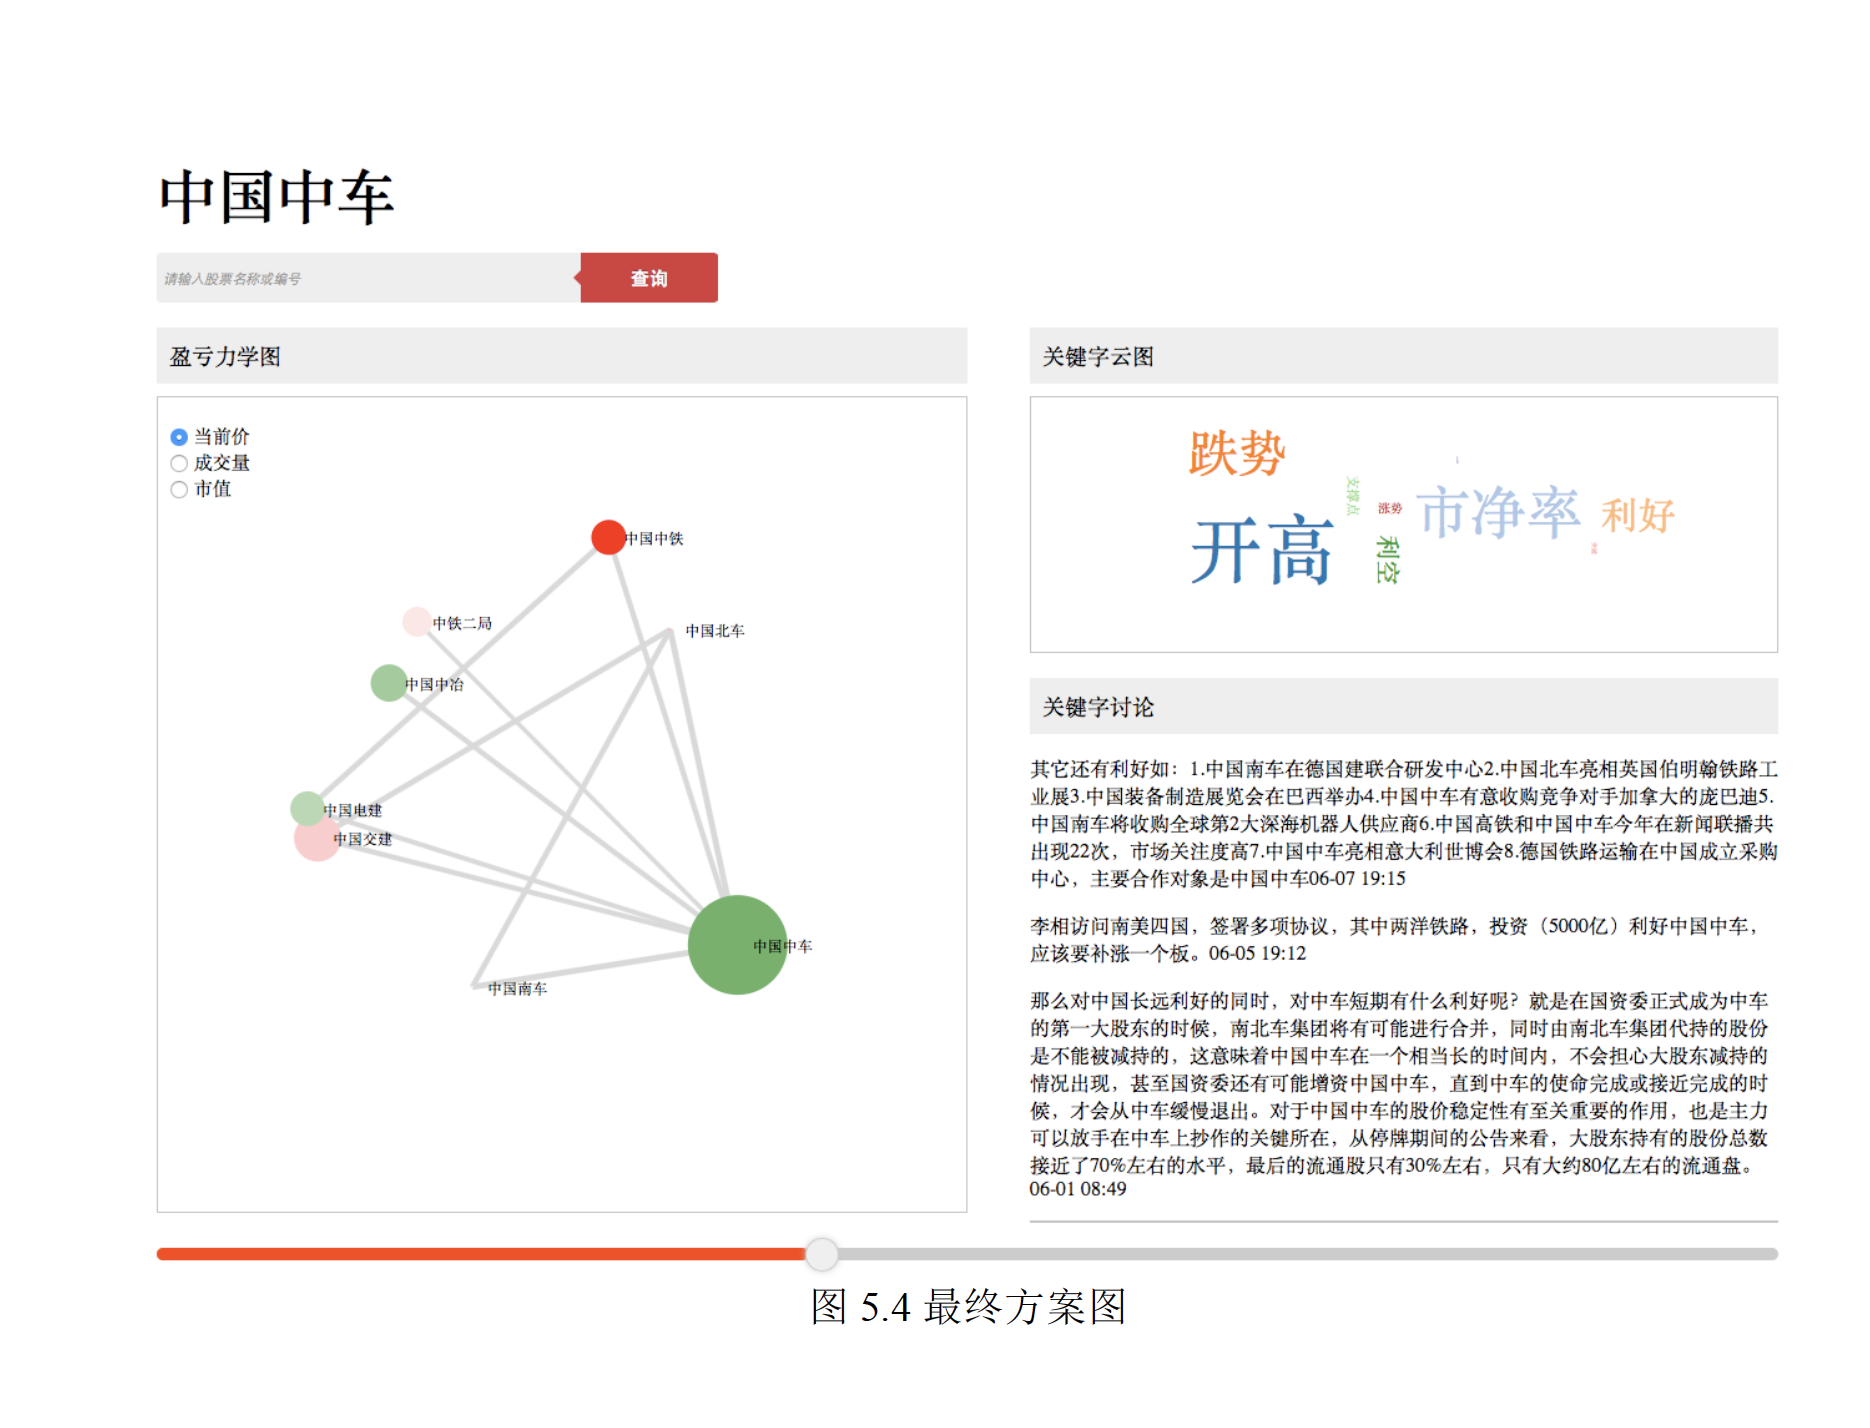 中国中车
请输入股票名称或编号
查询
盈亏力学图
当前价
成交量
市值
中国中铁
中铁二局
中国北车
中国中冶
中国电建
中国交建
中国中车
中国南车
关键字云图
跌势
开高
支撑点
涨势
利空
市净率
利好
关键字讨论
其它还有利好如：1.中国南车在德国建联合研发中心2.中国北车亮相英国伯明翰铁路工
业展3.中国装备制造展览会在巴西举办4.中国中车有意收购竞争对手加拿大的庞巴迪5.
中国南车将收购全球第2大深海机器人供应商6.中国高铁和中国中车今年在新闻联播共
出现22次，市场关注度高7.中国中车亮相意大利世博会8.德国铁路运输在中国成立采购
中心，主要合作对象是中国中车06-07 19:15
李相访问南美四国，签署多项协议，其中两洋铁路，投资（5000亿）利好中国中车，
应该要补涨一个板。06-05 19:12
那么对中国长远利好的同时，对中车短期有什么利好呢？就是在国资委正式成为中车
的第一大股东的时候，南北车集团将有可能进行合并，同时由南北车集团代持的股份
是不能被减持的，这意味着中国中车在一个相当长的时间内，不会担心大股东减持的
情况出现，甚至国资委还有可能增资中国中车，直到中车的使命完成或接近完成的时
候，才会从中车缓慢退出。对于中国中车的股价稳定性有至关重要的作用，也是主力
可以放手在中车上抄作的关键所在，从停牌期间的公告来看，大股东持有的股份总数
接近了70%左右的水平，最后的流通股只有30%左右，只有大约80亿左右的流通盘。
06-01 08:49
图 5.4 最终方案图